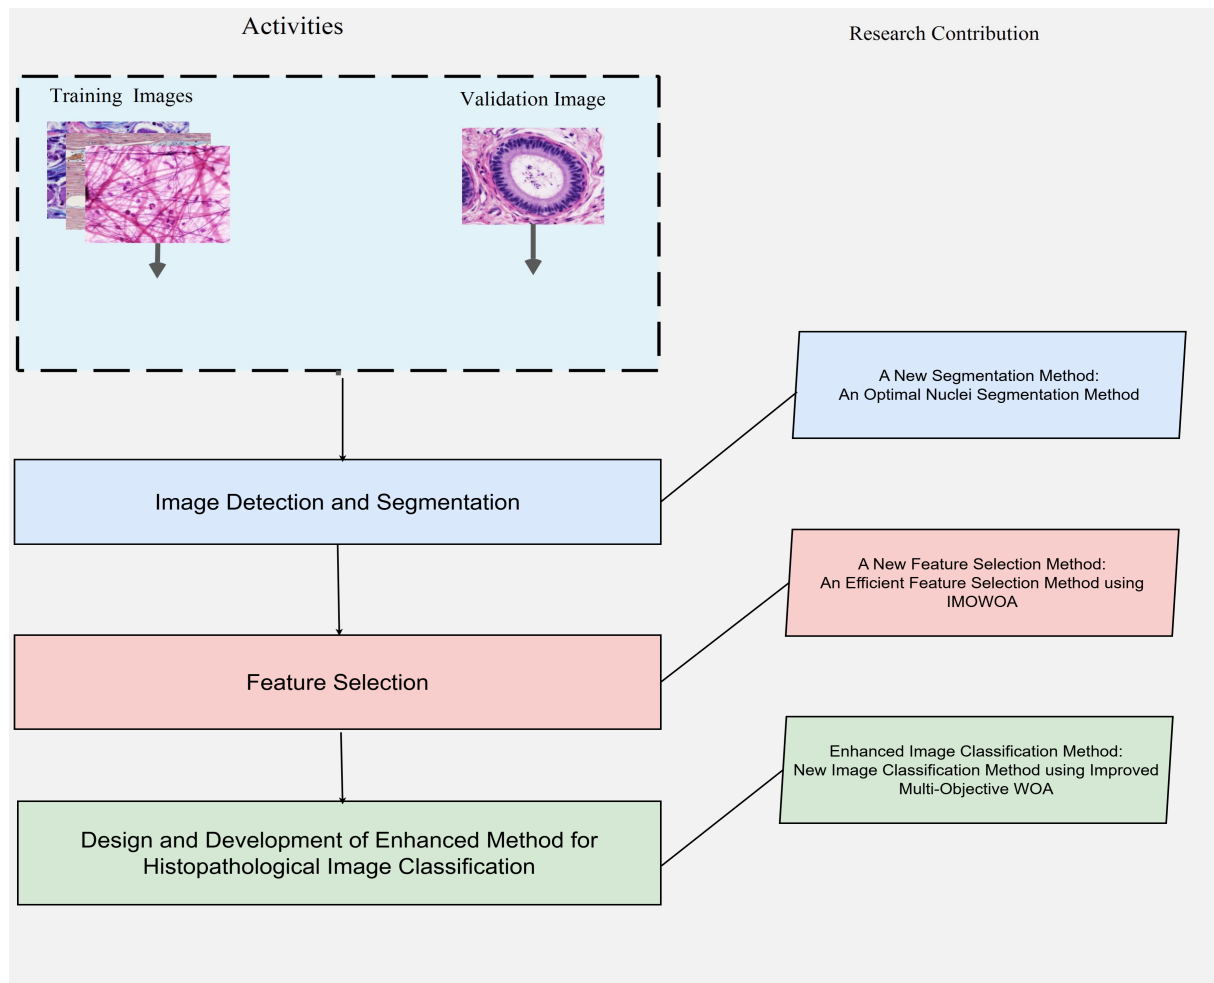 Activities
Research Contribution
Training Images
Validation Image
A New Segmentation Method:
An Optimal Nuclei Segmentation Method
Image Detection and Segmentation
A New Feature Selection Method:
An Efficient Feature Selection Method using
IMOWOA
Feature Selection
Enhanced Image Classification Method:
New Image Classification Method using Improved
Multi-Objective WOA
Design and Development of Enhanced Method for
Histopathological Image Classification